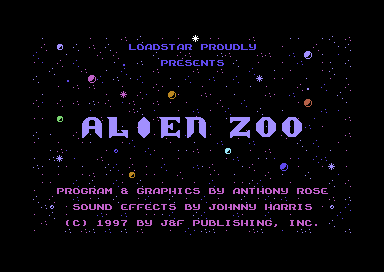 LOADSTAR PROUDLY
PRESENTS
ALIEN ZOO
PROGRAM & GRAPHICS BY ANTHONY ROSE
SOUND EFFECTS BY JOHNNY HARRIS
(C) 1997 BY J&F PUBLISHING, INC.